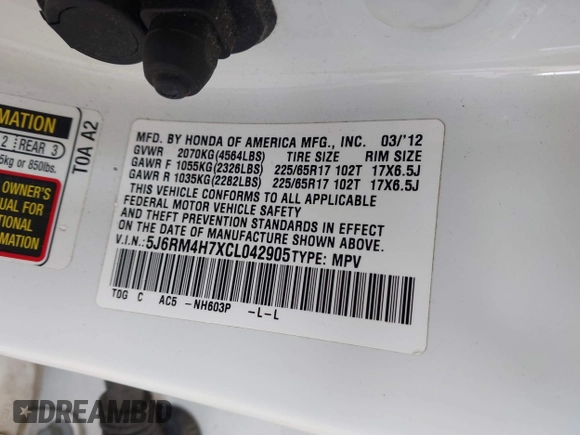 MATION
2 REAR 3
5kg or 850lbs.
OWNER'S
UAL FOR
TIONAL
MATION
TOA A2
MFD. BY HONDA OF AMERICA MFG., INC. 03/'12
GVWR 2070KG(4564LBS) TIRE SIZE RIM SIZE
GAWR F 1055KG(2326LBS) 225/65R17 102T 17X6.5J
GAWR R 1035KG(2282LBS) 225/65R17 102T 17X6.5J
THIS VEHICLE CONFORMS TO ALL APPLICABLE
FEDERAL MOTOR VEHICLE SAFETY
AND THEFT PREVENTION STANDARDS IN EFFECT
ON THE DATE OF MANUFACTURE SHOWN ABOVE.
V.I.N.:5J6RM4H7XCL042905TYPE: MPV
TOG C AC5 -NH603P -L-L
DREAMBID